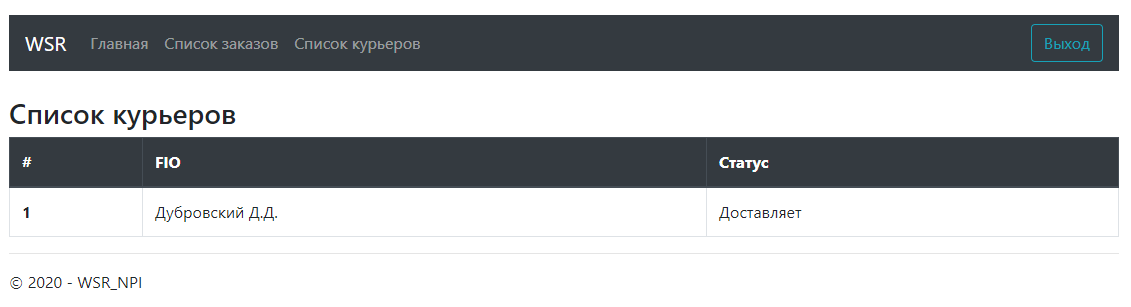 WSR Главная Список заказов Список курьеров Выход
Список курьеров
# FIO Статус
1 Дубровский Д.Д. Доставляет
© 2020 - WSR_NPI